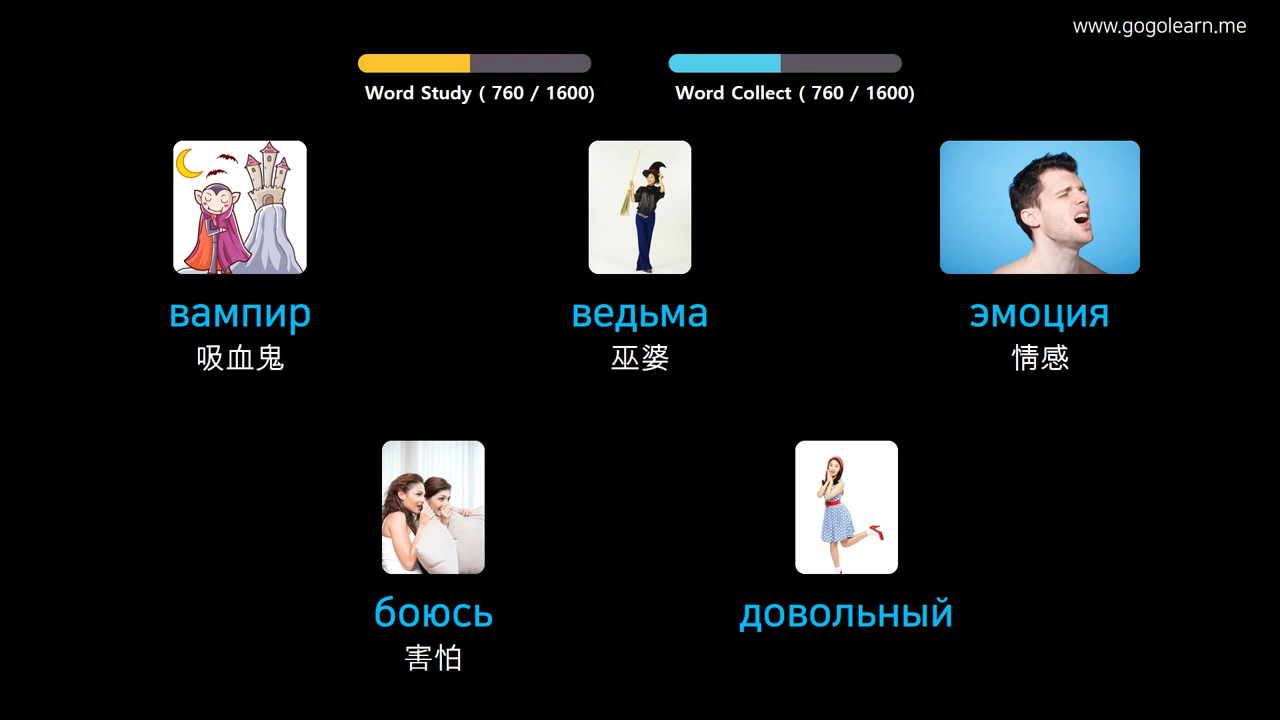 www.gogolearn.me
Word Study ( 760 / 1600)
Word Collect ( 760 / 1600)
вампир
吸血鬼
ведьма
巫婆
эмоция
情感
боюсь
害怕
довольный